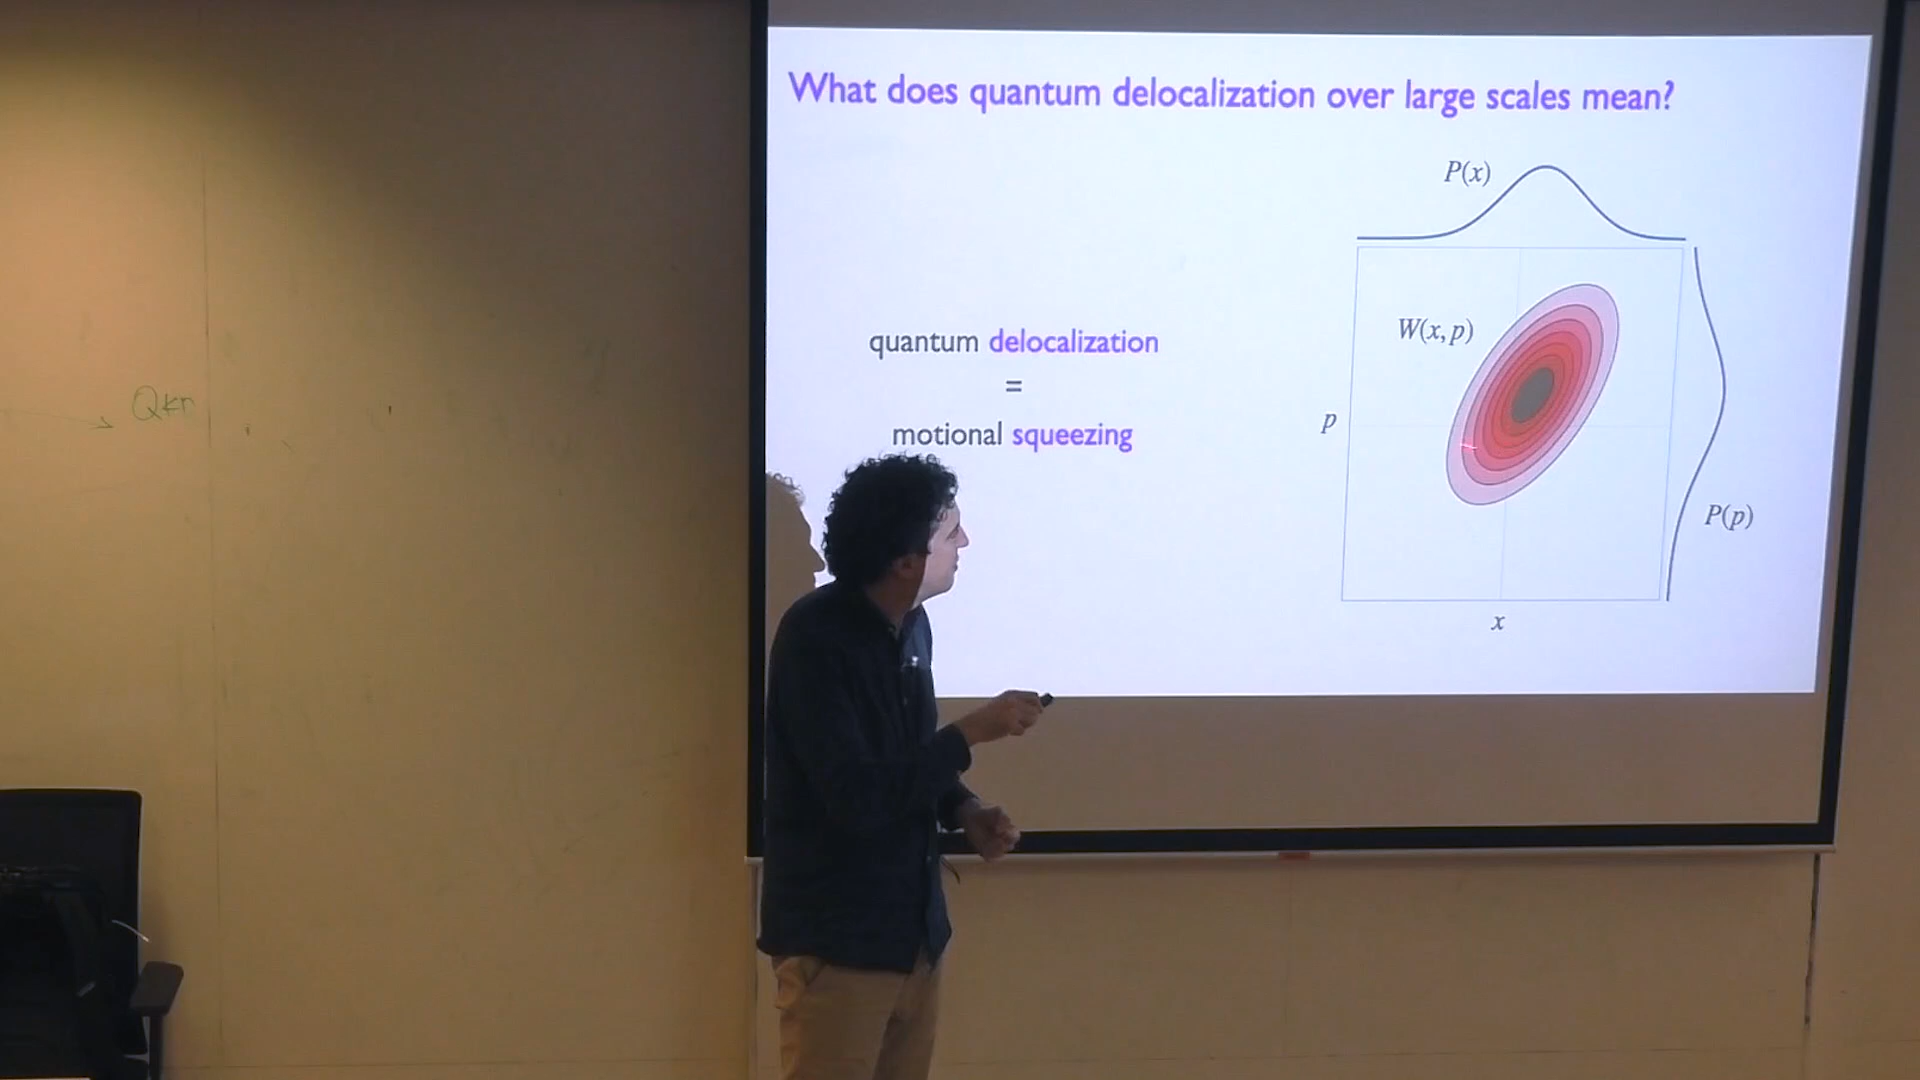 What does quantum delocalization over large scales mean?
P(x)
W(x, p)
quantum delocalization
=
motional squeezing
p
P(p)
x